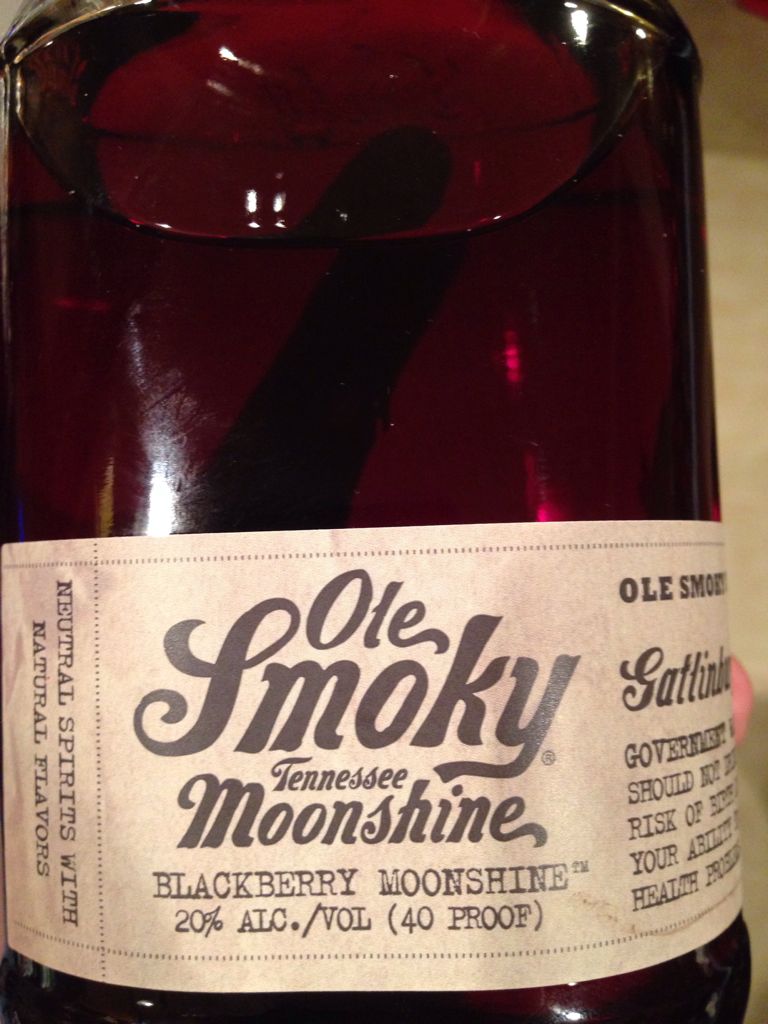 NEUTRAL SPIRITS WITH
NATURAL FLAVORS
Ole
Smoky®
Tennessee
Moonshine
BLACKBERRY MOONSHINE™
20% ALC./VOL (40 PROOF)
OLE SMOKY
GOVERNMENT
SHOULD NOT
RISK OF
YOUR ABILITY
HEALTH